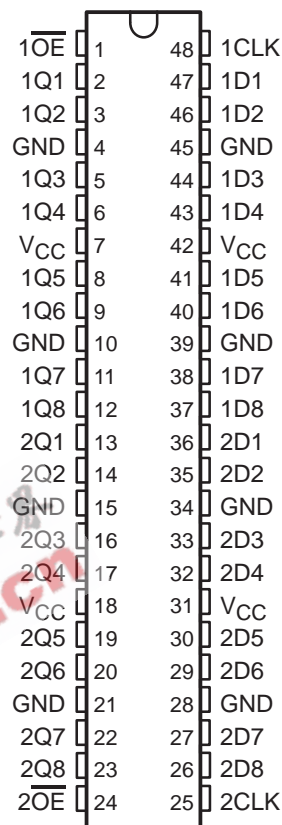 1O̅E̅ 1 48 1CLK
1Q1 2 47 1D1
1Q2 3 46 1D2
GND 4 45 GND
1Q3 5 44 1D3
1Q4 6 43 1D4
VCC 7 42 VCC
1Q5 8 41 1D5
1Q6 9 40 1D6
GND 10 39 GND
1Q7 11 38 1D7
1Q8 12 37 1D8
2Q1 13 36 2D1
2Q2 14 35 2D2
GND 15 34 GND
2Q3 16 33 2D3
2Q4 17 32 2D4
VCC 18 31 VCC
2Q5 19 30 2D5
2Q6 20 29 2D6
GND 21 28 GND
2Q7 22 27 2D7
2Q8 23 26 2D8
2O̅E̅ 24 25 2CLK
.cn